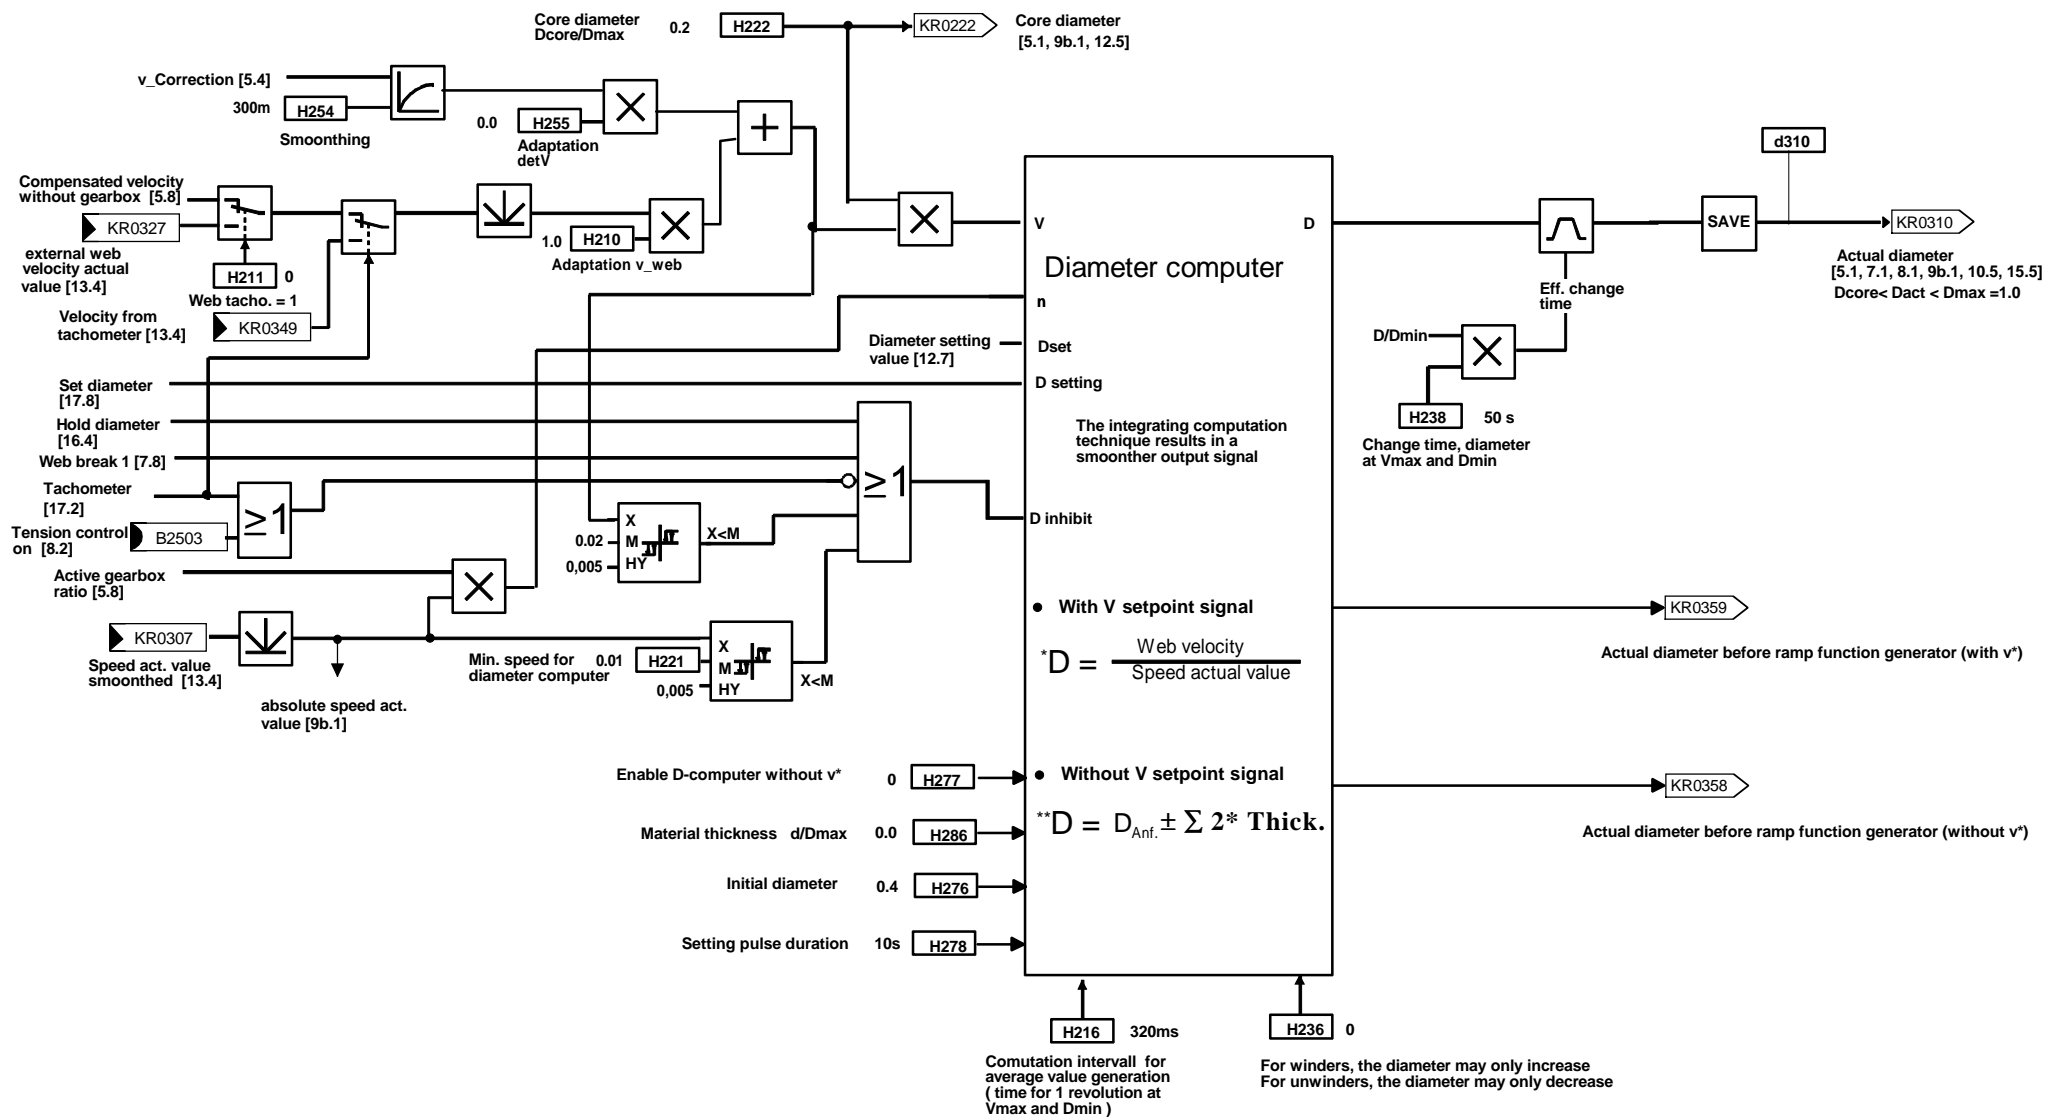 Core diameter
Dcore/Dmax
0.2
H222
KR0222
Core diameter
[5.1, 9b.1, 12.5]
v_Correction [5.4]
300m
H254
Smoonthing
0.0
H255
Adaptation
detV
d310
Compensated velocity
without gearbox [5.8]
KR0327
external web
velocity actual
value [13.4]
H211
0
Web tacho. = 1
Velocity from
tachometer [13.4]
KR0349
1.0
H210
Adaptation v_web
V
D
SAVE
KR0310
Actual diameter
[5.1, 7.1, 8.1, 9b.1, 10.5, 15.5]
Dcore< Dact < Dmax =1.0
Diameter computer
n
Eff. change
time
Diameter setting
value [12.7]
Dset
D/Dmin
Set diameter
[17.8]
D setting
H238
50 s
Change time, diameter
at Vmax and Dmin
Hold diameter
[16.4]
The integrating computation
technique results in a
smoonther output signal
Web break 1 [7.8]
Tachometer
[17.2]
≥1
≥1
Tension control
on [8.2]
B2503
X
0.02
M
0,005
HY
X<M
D inhibit
Active gearbox
ratio [5.8]
KR0307
Speed act. value
smoothed [13.4]
absolute speed act.
value [9b.1]
Min. speed for
diameter computer
0.01
H221
0,005
X
M
HY
X<M
• With V setpoint signal
*D = Web velocity
Speed actual value
KR0359
Actual diameter before ramp function generator (with v*)
Enable D-computer without v*
0
H277
• Without V setpoint signal
KR0358
Material thickness d/Dmax
0.0
H286
**D = DAnf. ± Σ 2* Thick.
Actual diameter before ramp function generator (without v*)
Initial diameter
0.4
H276
Setting pulse duration
10s
H278
H216
320ms
Comutation intervall for
average value generation
( time for 1 revolution at
Vmax and Dmin )
H236
0
For winders, the diameter may only increase
For unwinders, the diameter may only decrease